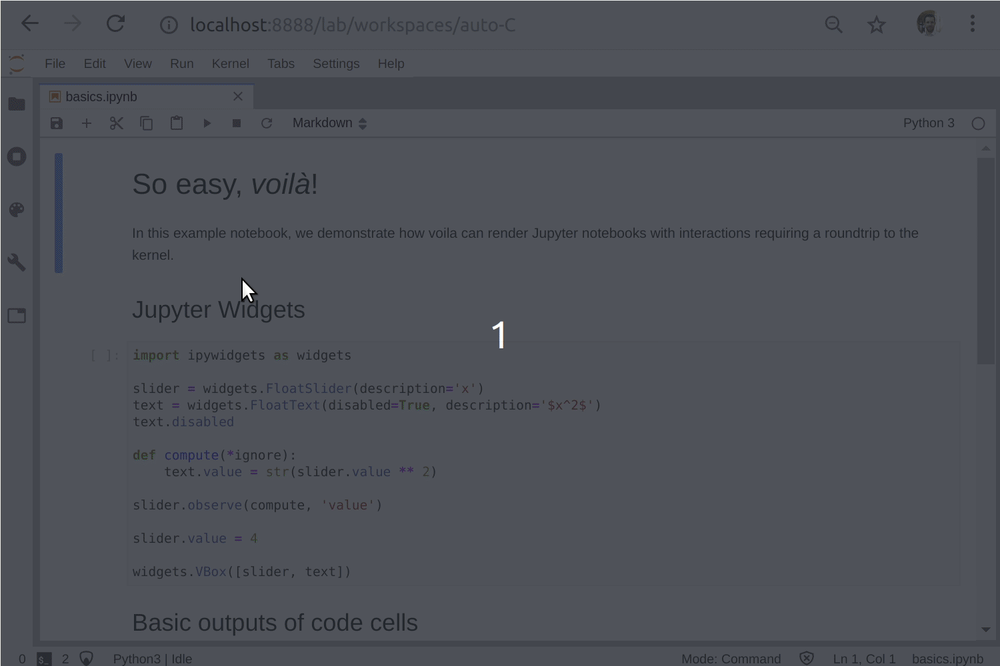 localhost:8888/lab/workspaces/auto-C
File Edit View Run Kernel Tabs Settings Help
basics.ipynb
Markdown
Python 3
So easy, voilà!
In this example notebook, we demonstrate how voila can render Jupyter notebooks with interactions requiring a roundtrip to the
kernel.
Jupyter Widgets
1
[ ]: import ipywidgets as widgets
slider = widgets.FloatSlider(description='x')
text = widgets.FloatText(disabled=True, description='$x^2$')
text.disabled
def compute(*ignore):
    text.value = str(slider.value ** 2)
slider.observe(compute, 'value')
slider.value = 4
widgets.VBox([slider, text])
Basic outputs of code cells
0 $_ 2 Python3 | Idle Mode: Command Ln 1, Col 1 basics.ipynb